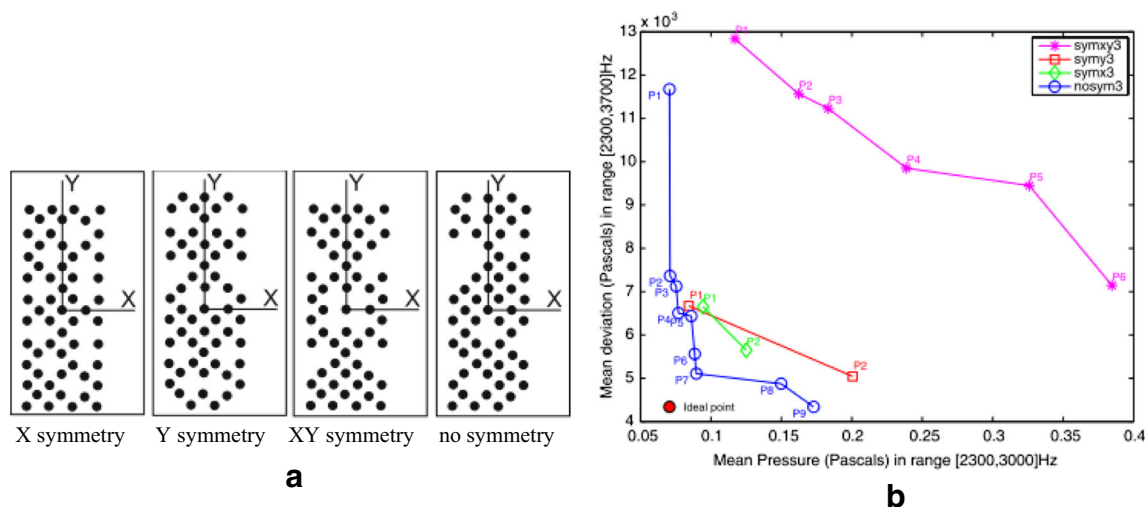 Y
X
X symmetry
Y
X
Y symmetry
Y
X
XY symmetry
Y
X
no symmetry
a
x 10³
Mean deviation (Pascals) in range [2300,3700]Hz
13
12
11
10
9
8
7
6
5
4
symxy3
symy3
symx3
nosym3
P1
P2
P3
P4
P5
P6
P1
P2
P3
P4
P5
P6
P7
P8
P9
P1
P2
P1
P2
Ideal point
0.05
0.1
0.15
0.2
0.25
0.3
0.35
0.4
Mean Pressure (Pascals) in range [2300,3000]Hz
b